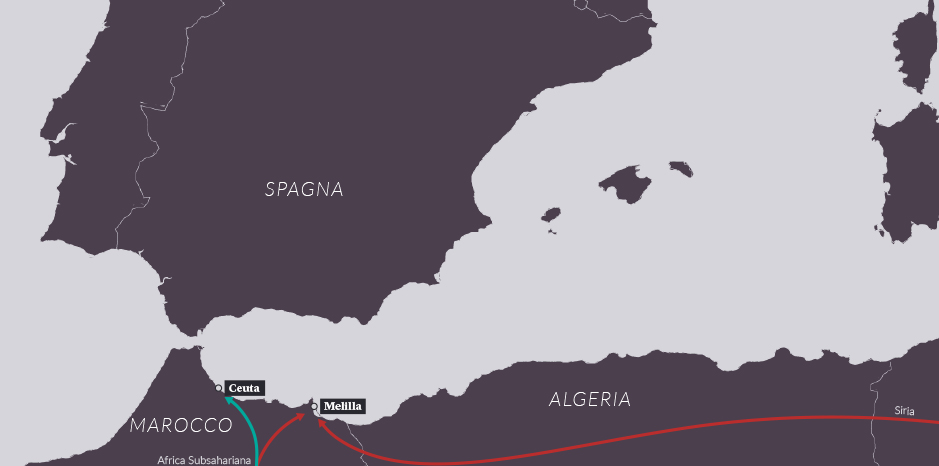 SPAGNA
Ceuta
ALGERIA
Melilla
Siria
MAROCCO
Africa Subsahariana